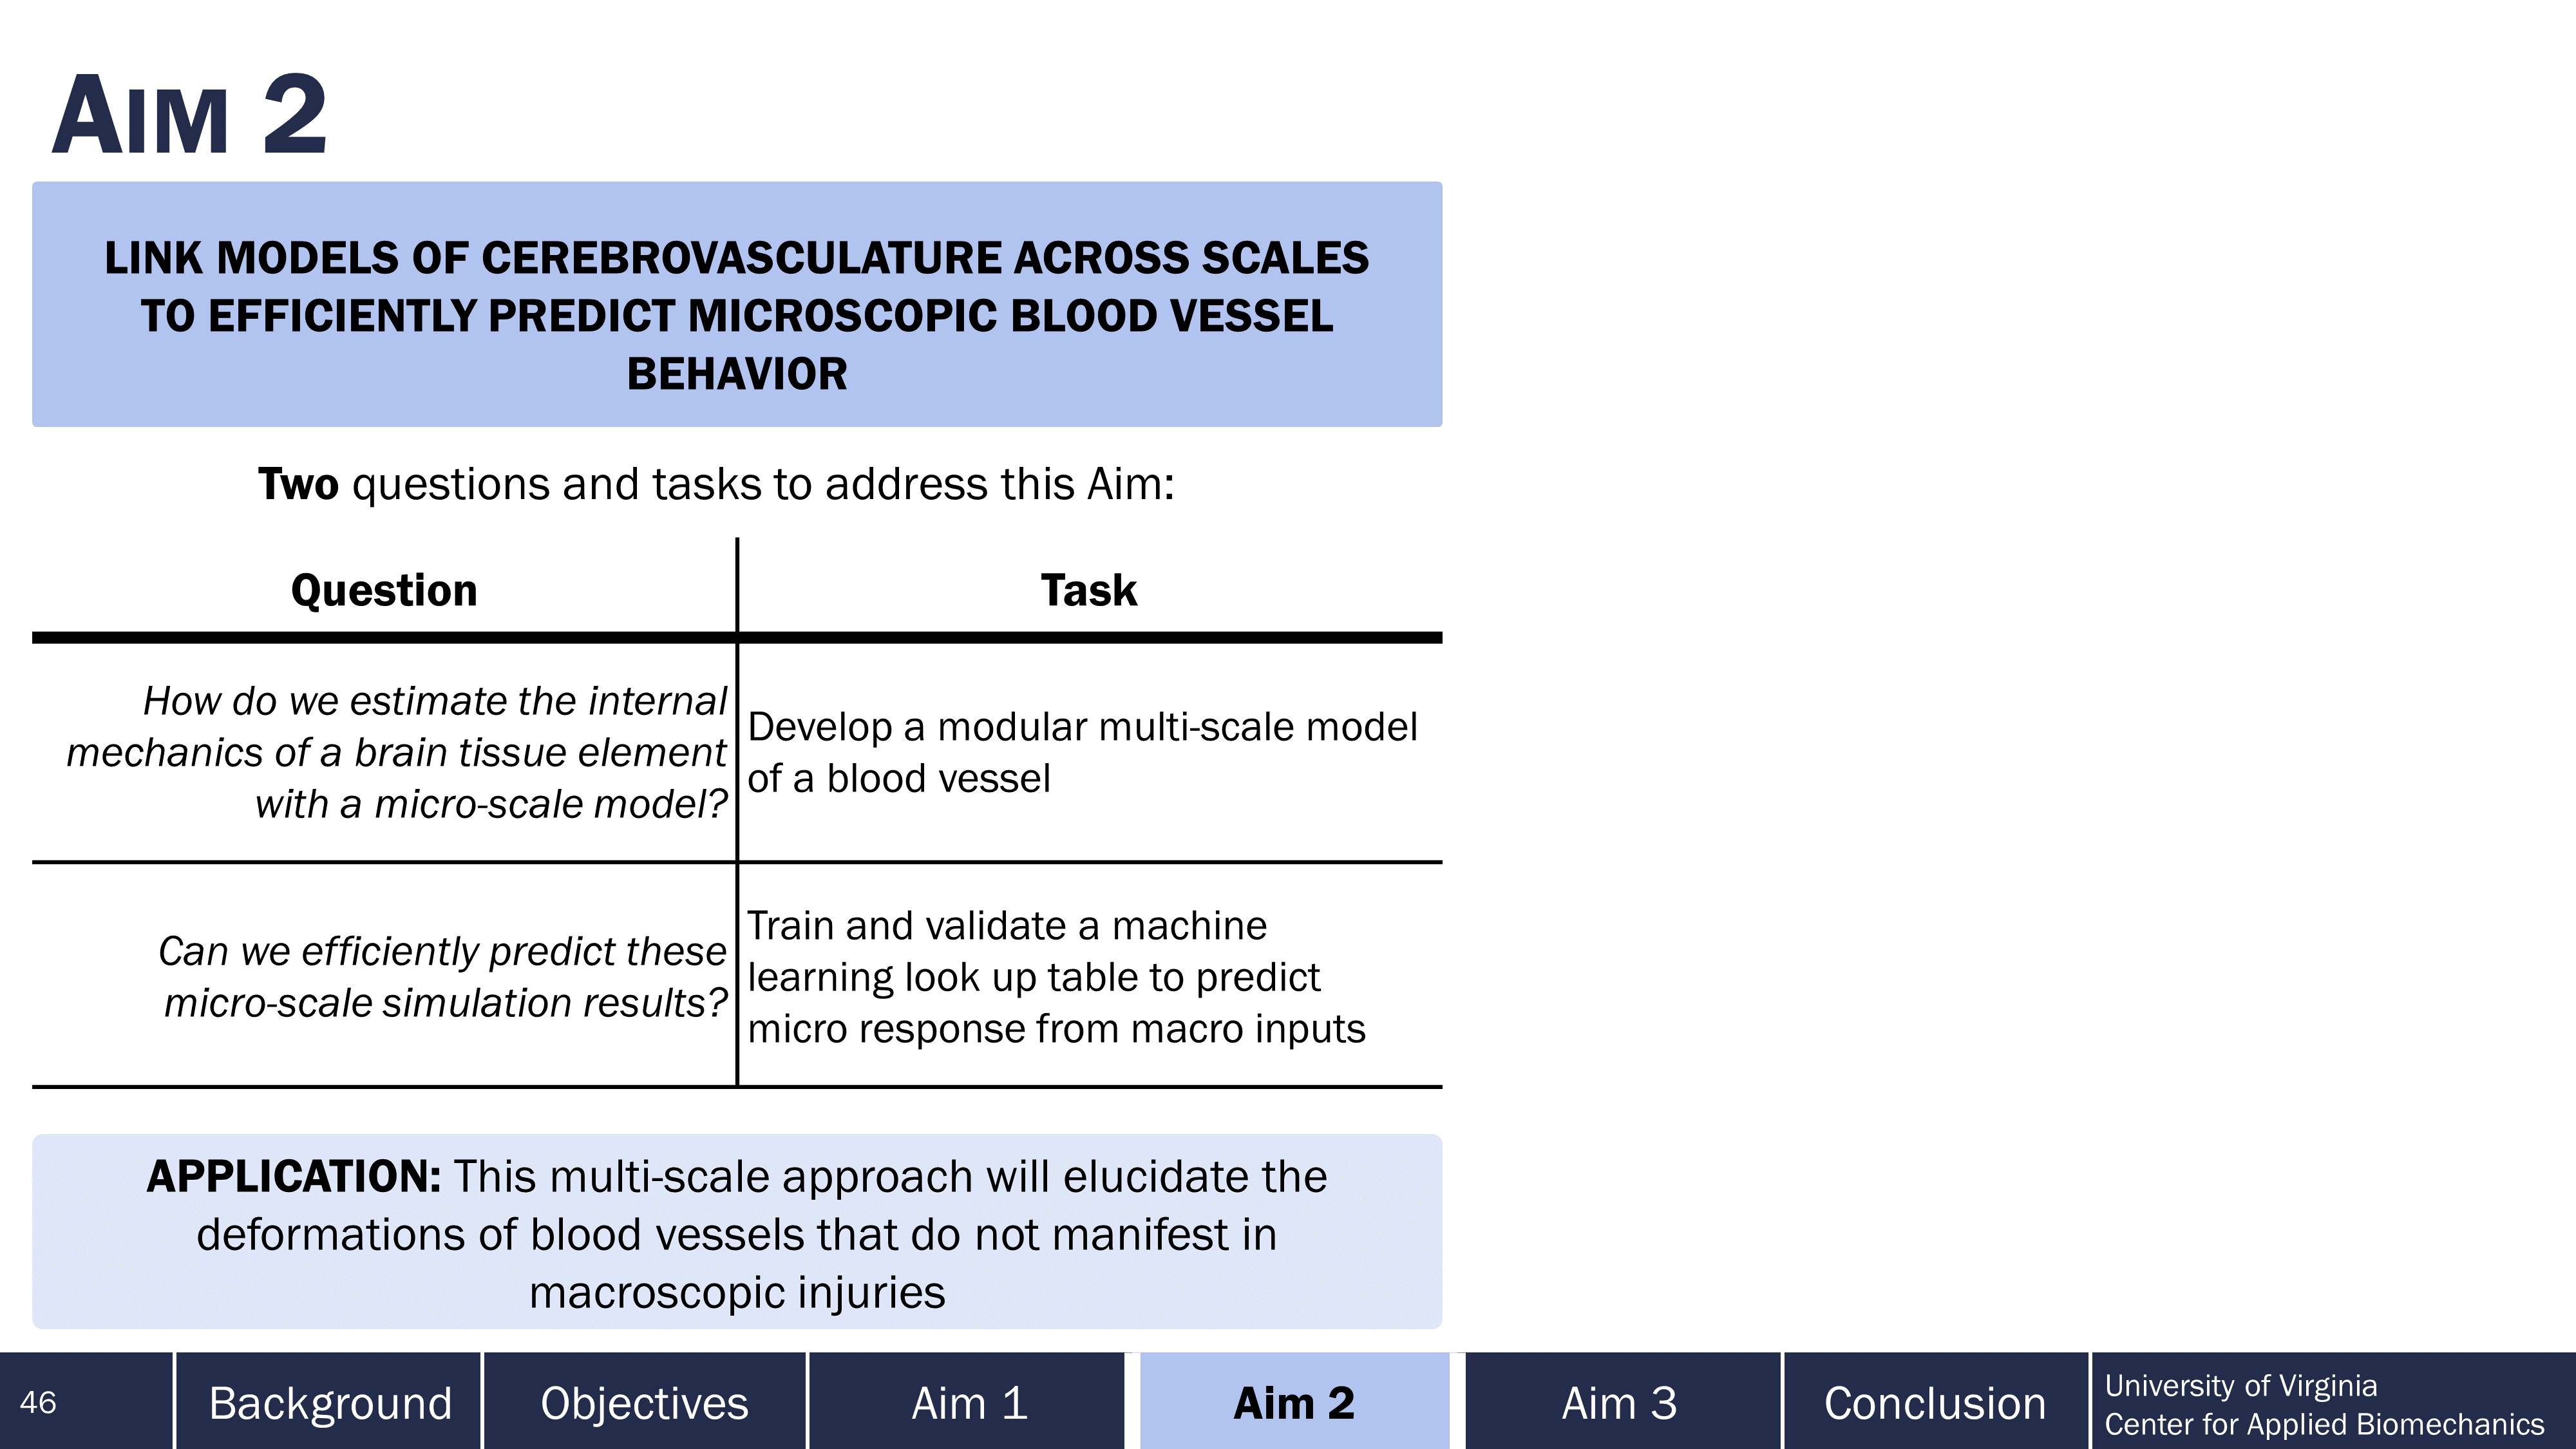 AIM 2
LINK MODELS OF CEREBROVASCULATURE ACROSS SCALES
TO EFFICIENTLY PREDICT MICROSCOPIC BLOOD VESSEL
BEHAVIOR
Two questions and tasks to address this Aim:
Question
Task
How do we estimate the internal
mechanics of a brain tissue element
with a micro-scale model?
Develop a modular multi-scale model
of a blood vessel
Can we efficiently predict these
micro-scale simulation results?
Train and validate a machine
learning look up table to predict
micro response from macro inputs
APPLICATION: This multi-scale approach will elucidate the
deformations of blood vessels that do not manifest in
macroscopic injuries
46
Background
Objectives
Aim 1
Aim 2
Aim 3
Conclusion
University of Virginia
Center for Applied Biomechanics